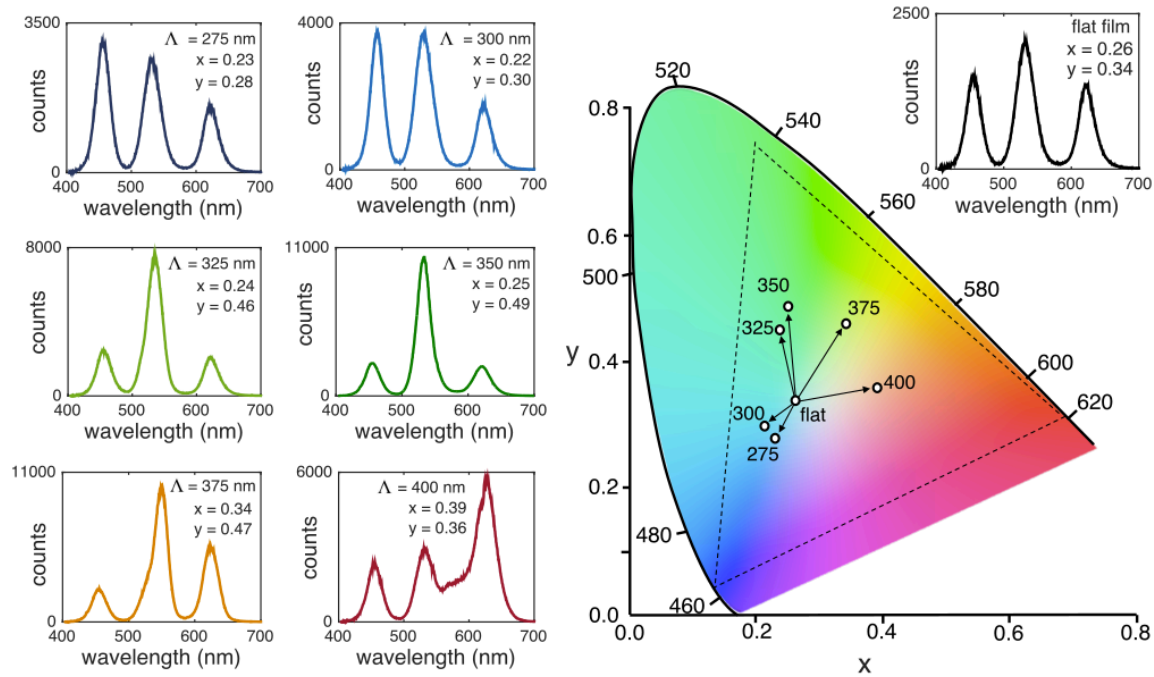 3500
Λ = 275 nm
x = 0.23
y = 0.28
counts
0
400 500 600 700
wavelength (nm)
4000
Λ = 300 nm
x = 0.22
y = 0.30
counts
0
400 500 600 700
wavelength (nm)
8000
Λ = 325 nm
x = 0.24
y = 0.46
counts
0
400 500 600 700
wavelength (nm)
11000
Λ = 350 nm
x = 0.25
y = 0.49
counts
0
400 500 600 700
wavelength (nm)
11000
Λ = 375 nm
x = 0.34
y = 0.47
counts
0
400 500 600 700
wavelength (nm)
6000
Λ = 400 nm
x = 0.39
y = 0.36
counts
0
400 500 600 700
wavelength (nm)
2500
flat film
x = 0.26
y = 0.34
counts
0
400 500 600 700
wavelength (nm)
520
540
560
580
600
620
500
480
460
0.8
0.6
0.4
0.2
0.0
y
350
375
325
400
300
flat
275
0.0 0.2 0.4 0.6 0.8
x